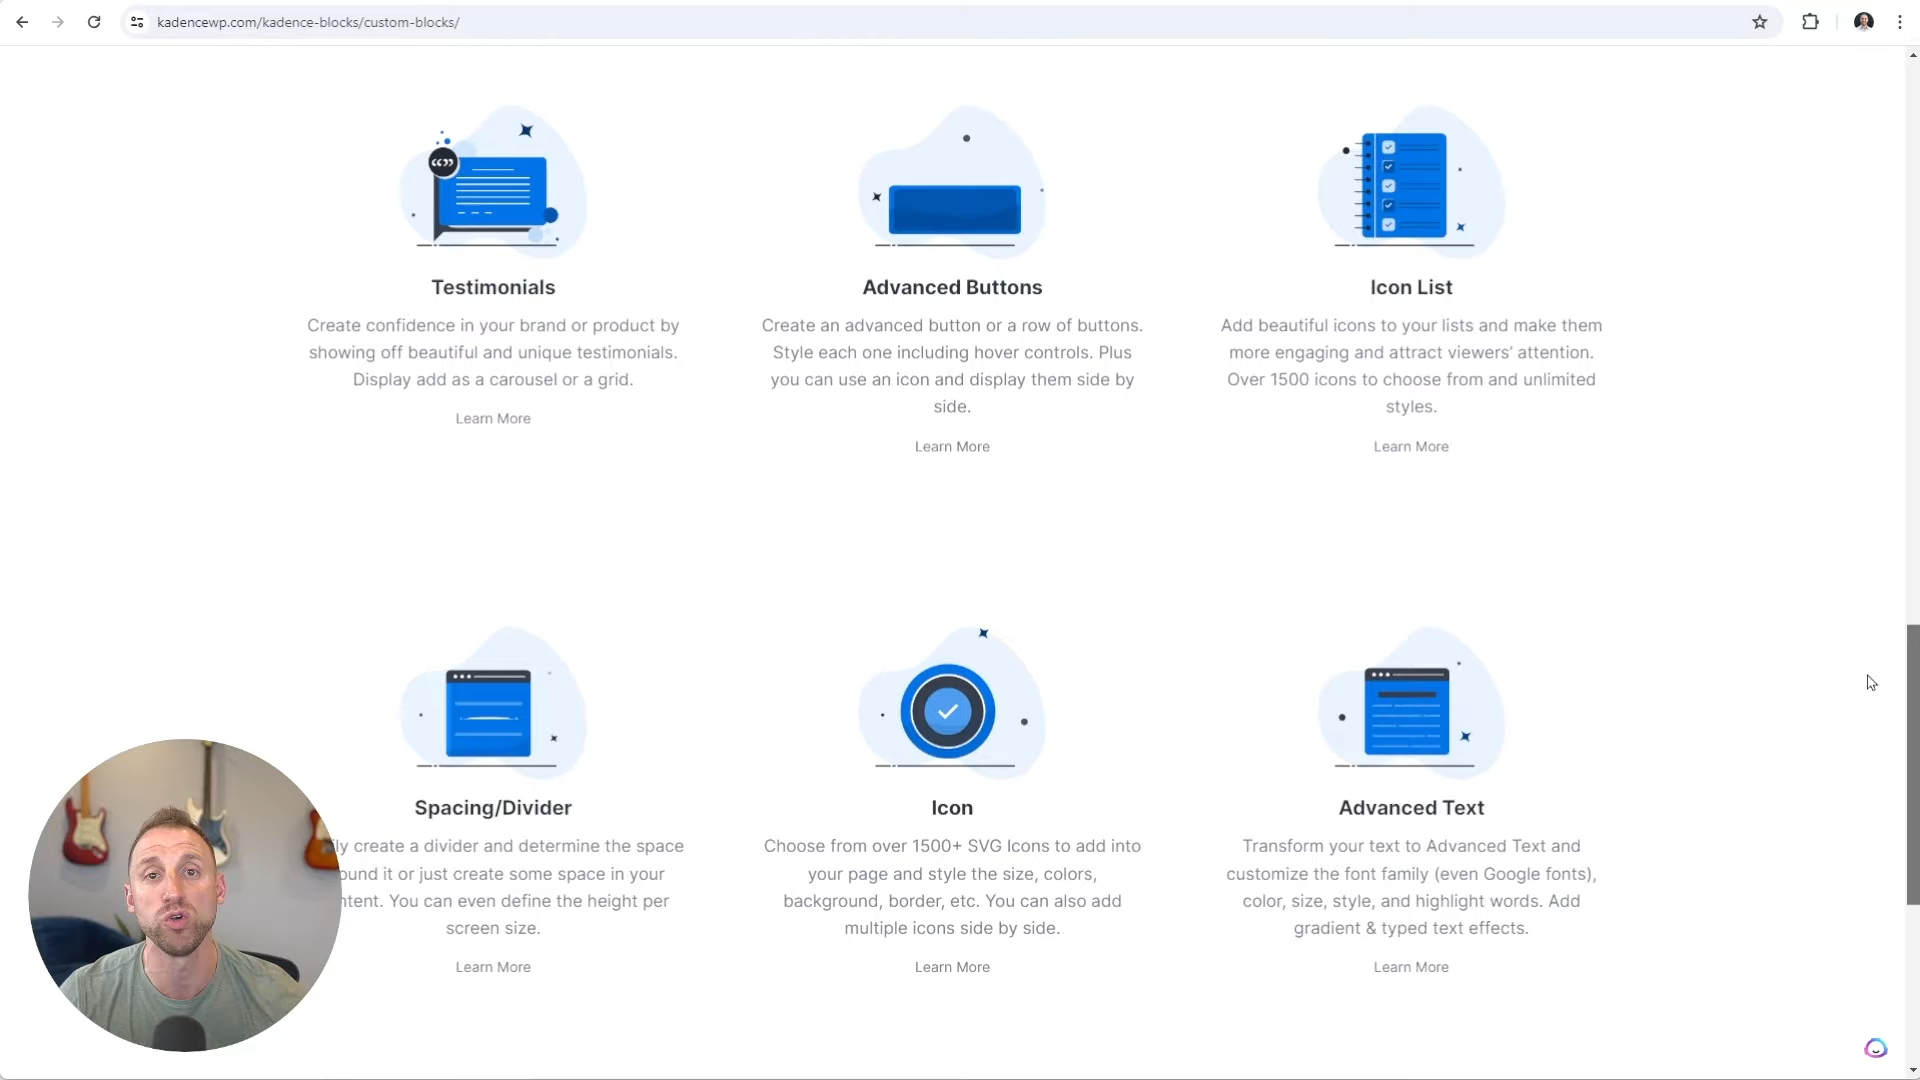 kadencewp.com/kadence-blocks/custom-blocks/
Testimonials
Create confidence in your brand or product by
showing off beautiful and unique testimonials.
Display add as a carousel or a grid.
Learn More
Advanced Buttons
Create an advanced button or a row of buttons.
Style each one including hover controls. Plus
you can use an icon and display them side by
side.
Learn More
Icon List
Add beautiful icons to your lists and make them
more engaging and attract viewers’ attention.
Over 1500 icons to choose from and unlimited
styles.
Learn More
Spacing/Divider
create a divider and determine the space
it or just create some space in your
You can even define the height per
screen size.
Learn More
Icon
Choose from over 1500+ SVG Icons to add into
your page and style the size, colors,
background, border, etc. You can also add
multiple icons side by side.
Learn More
Advanced Text
Transform your text to Advanced Text and
customize the font family (even Google fonts),
color, size, style, and highlight words. Add
gradient & typed text effects.
Learn More